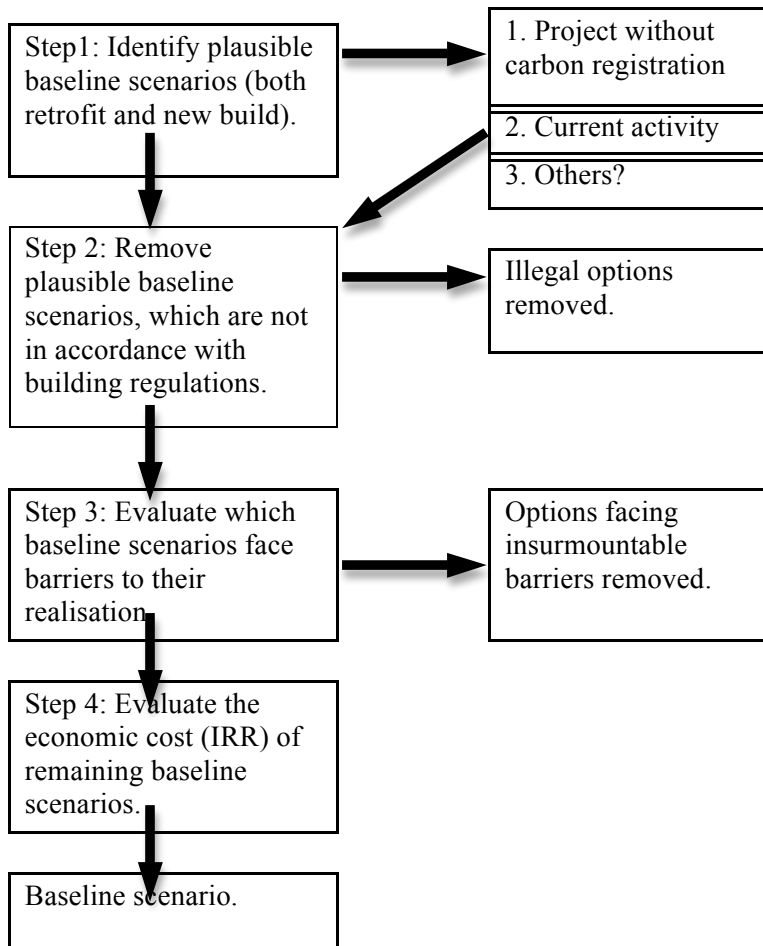 Step1: Identify plausible
baseline scenarios (both
retrofit and new build).
1. Project without
carbon registration
2. Current activity
3. Others?
Step 2: Remove
plausible baseline
scenarios, which are not
in accordance with
building regulations.
Illegal options
removed.
Step 3: Evaluate which
baseline scenarios face
barriers to their
realisation
Options facing
insurmountable
barriers removed.
Step 4: Evaluate the
economic cost (IRR) of
remaining baseline
scenarios.
Baseline scenario.